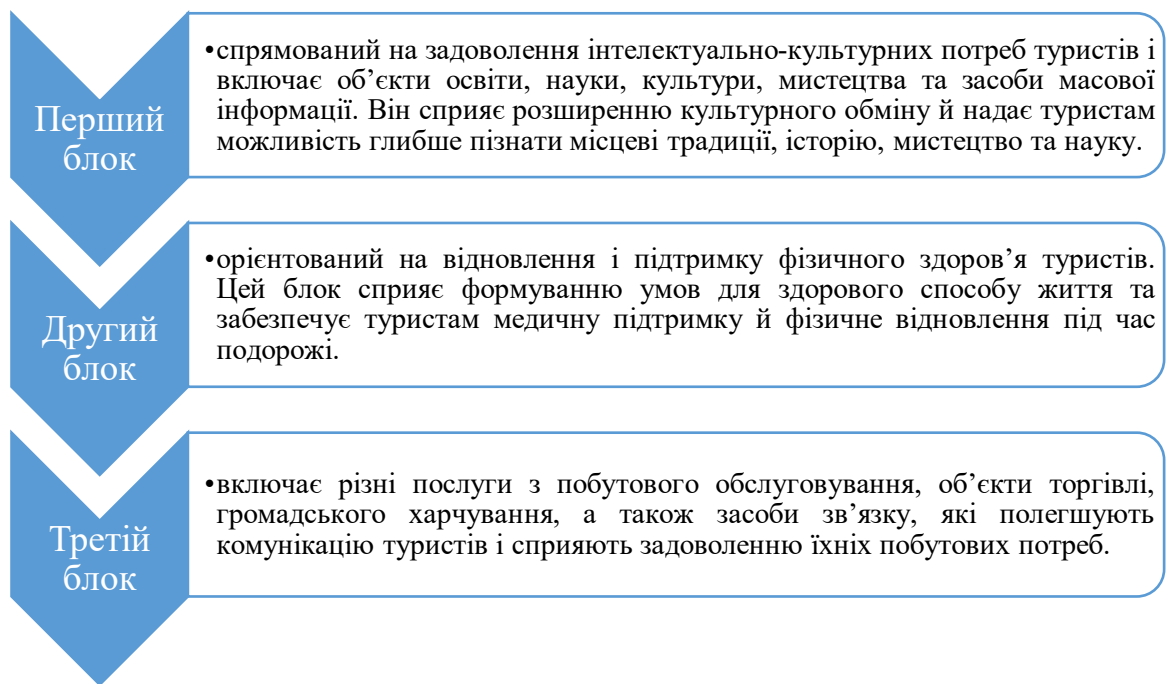 Перший
блок
•спрямований на задоволення інтелектуально-культурних потреб туристів і
включає об’єкти освіти, науки, культури, мистецтва та засоби масової
інформації. Він сприяє розширенню культурного обміну й надає туристам
можливість глибше пізнати місцеві традиції, історію, мистецтво та науку.
Другий
блок
•орієнтований на відновлення і підтримку фізичного здоров’я туристів.
Цей блок сприяє формуванню умов для здорового способу життя та
забезпечує туристам медичну підтримку й фізичне відновлення під час
подорожі.
Третій
блок
•включає різні послуги з побутового обслуговування, об’єкти торгівлі,
громадського харчування, а також засоби зв’язку, які полегшують
комунікацію туристів і сприяють задоволенню їхніх побутових потреб.